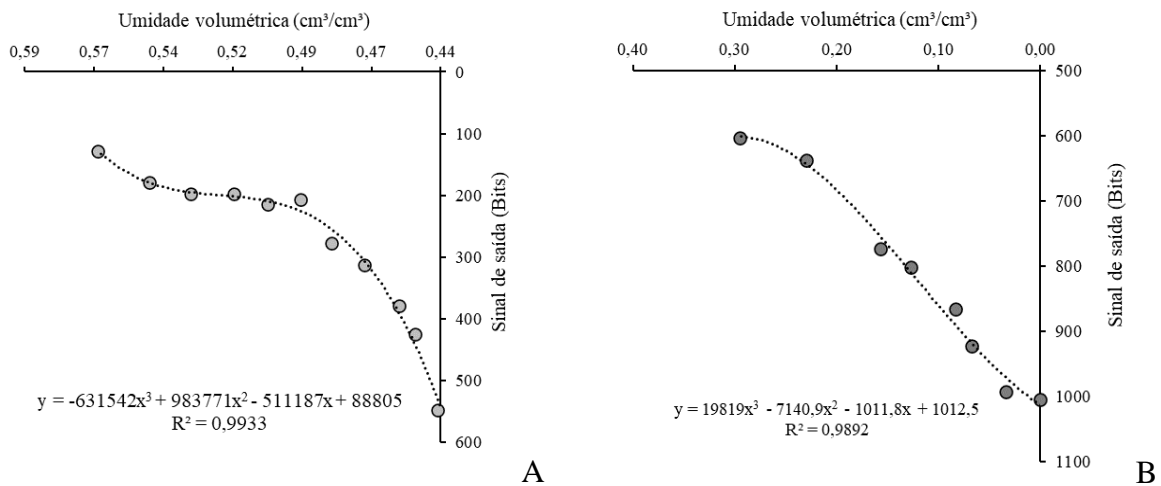 Umidade volumétrica (cm³/cm³)
0,59 0,57 0,54 0,52 0,49 0,47 0,44
0
100
200
300
400
500
600
Sinal de saída (Bits)
y = -631542x³ + 983771x² - 511187x + 88805
R² = 0,9933
A
Umidade volumétrica (cm³/cm³)
0,40 0,30 0,20 0,10 0,00
500
600
700
800
900
1000
1100
Sinal de saída (Bits)
y = 19819x³ - 7140,9x² - 1011,8x + 1012,5
R² = 0,9892
B